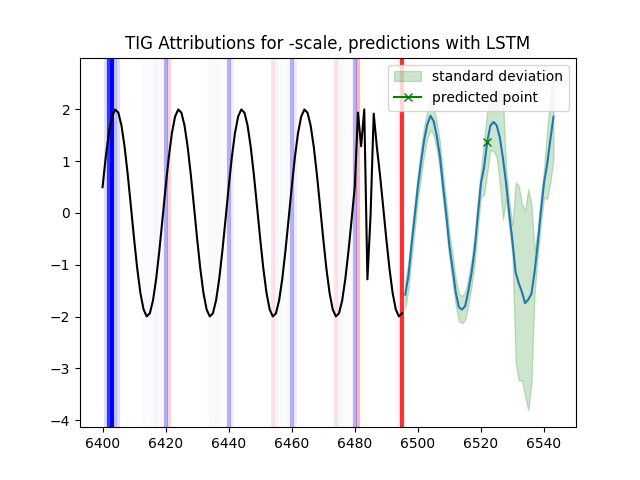 TIG Attributions for -scale, predictions with LSTM
standard deviation
predicted point
2
1
0
−1
−2
−3
−4
6400 6420 6440 6460 6480 6500 6520 6540